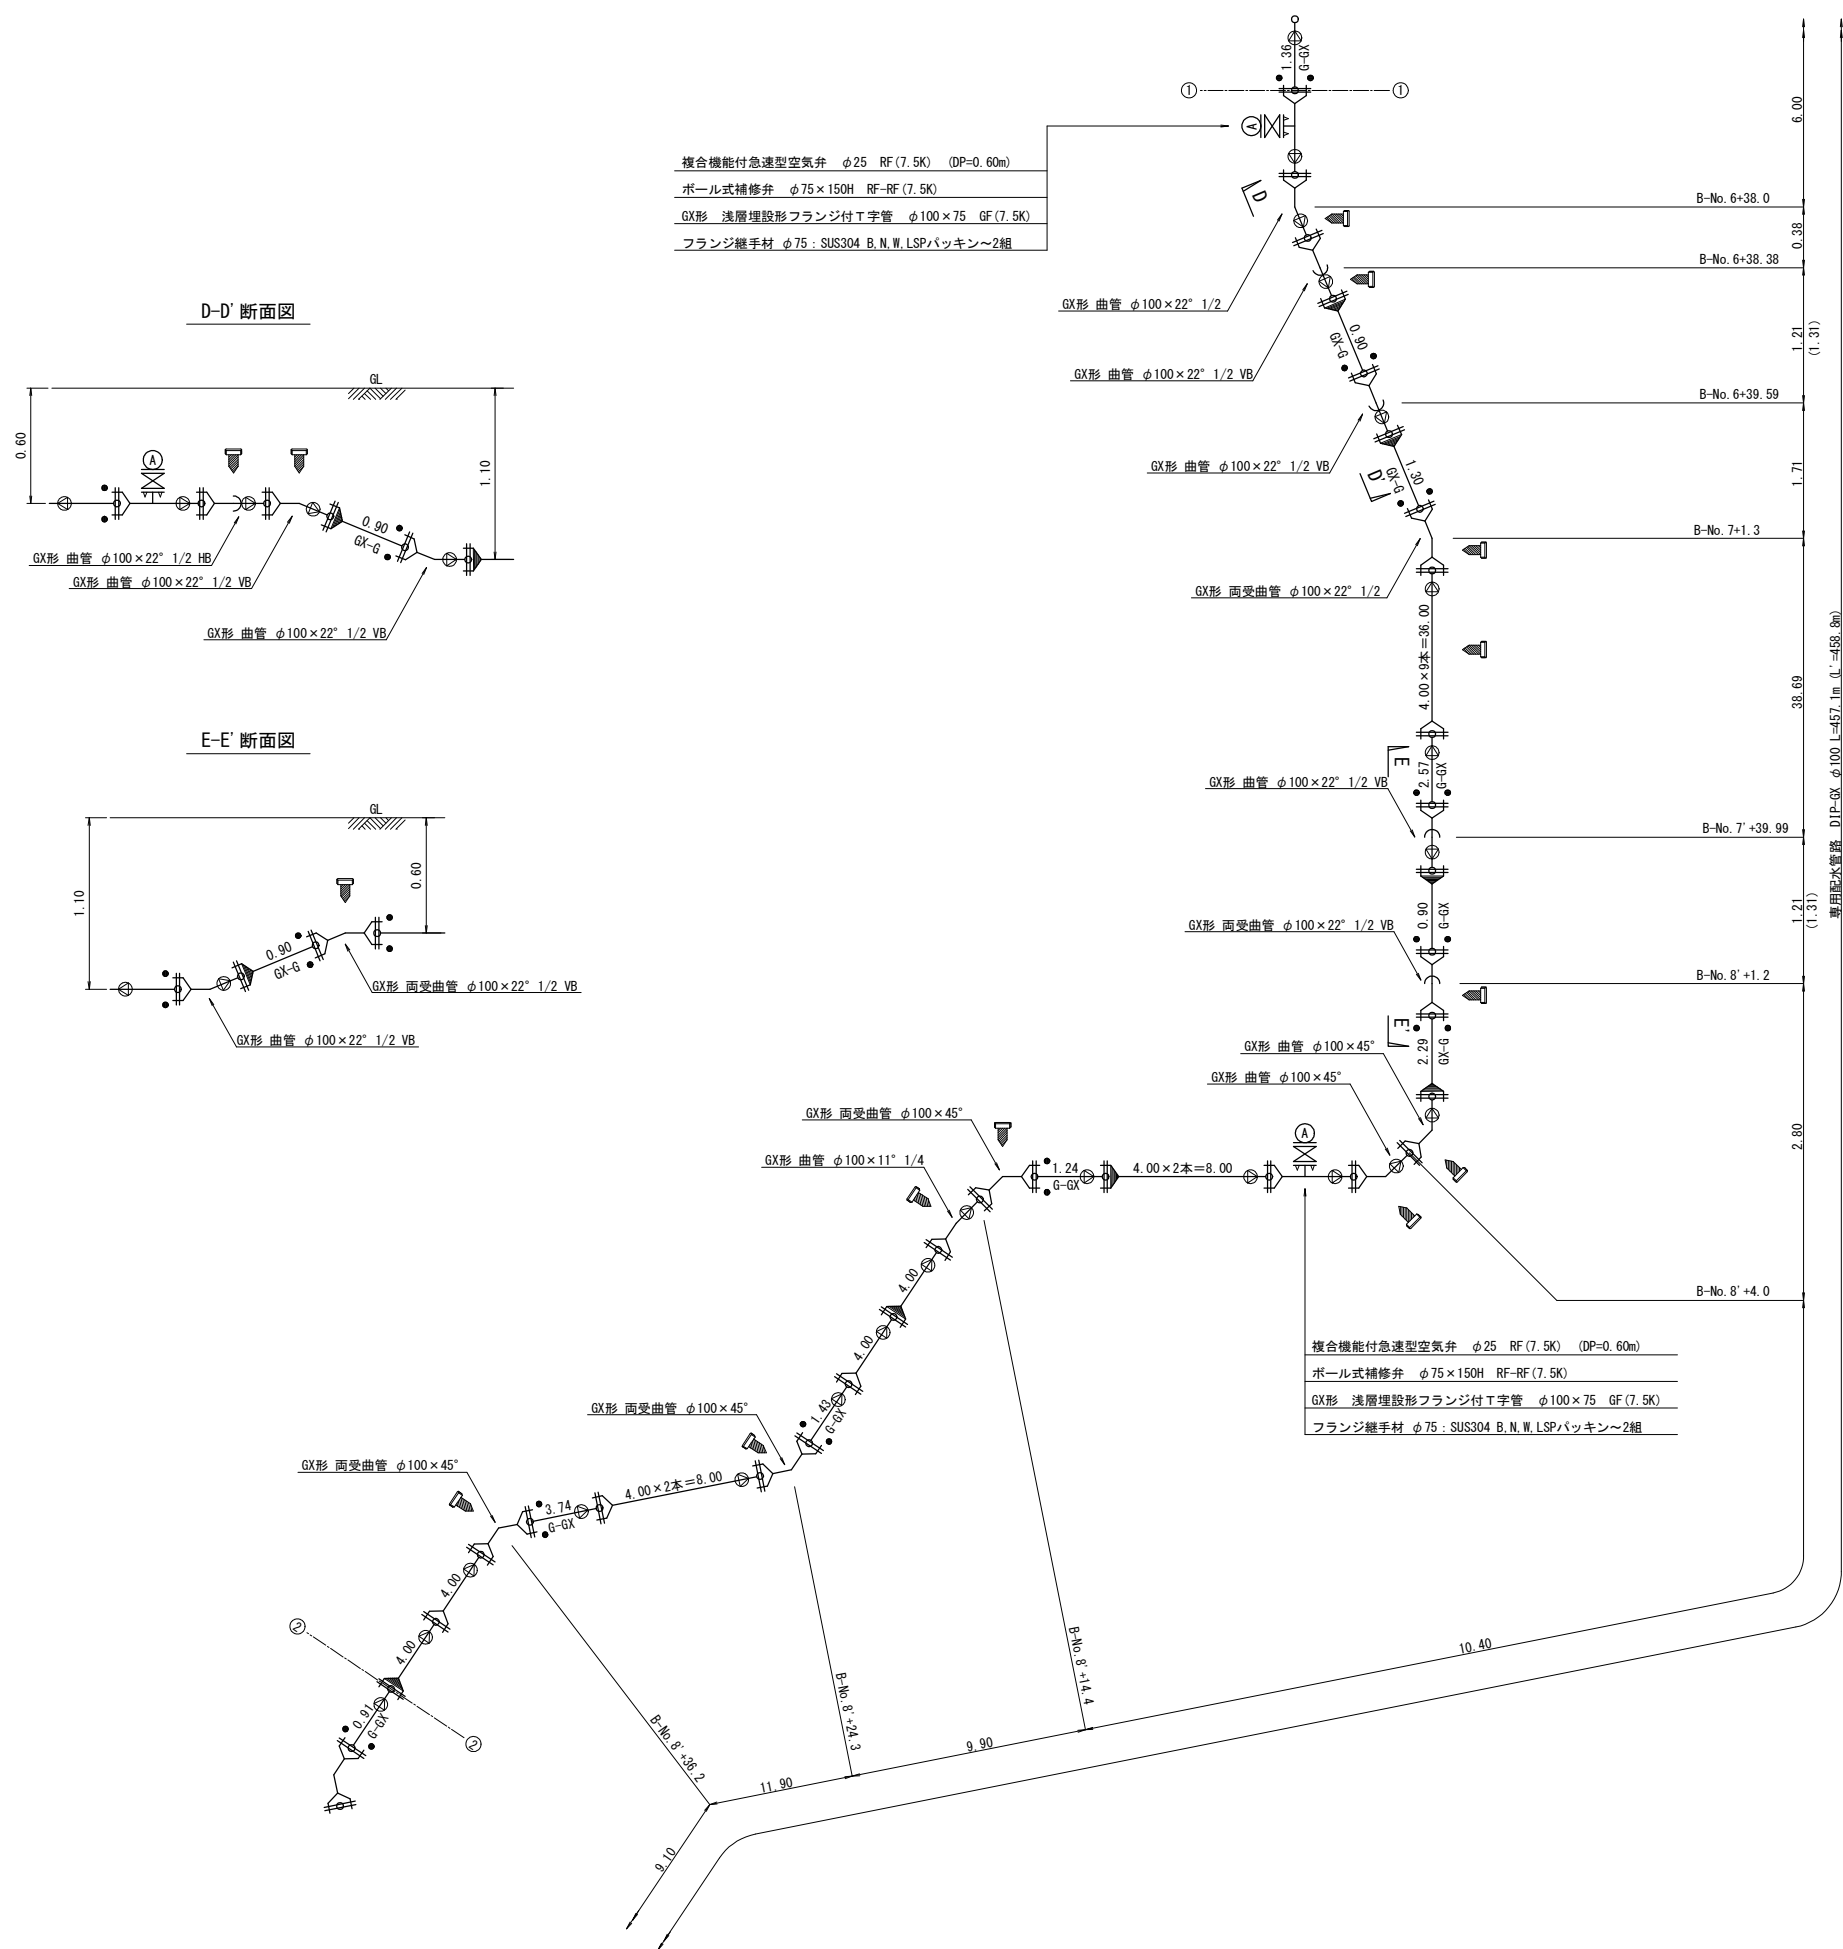 1.36
G-GX
①
①
A
複合機能付急速型空気弁 φ25 RF(7.5K) (DP=0.60m)
ボール式補修弁 φ75×150H RF-RF(7.5K)
GX形 浅層埋設形フランジ付T字管 φ100×75 GF(7.5K)
フランジ継手材 φ75：SUS304 B,N,W,LSPパッキン～2組
6.00
D
B-No.6+38.0
0.38
B-No.6+38.38
GX形 曲管 φ100×22°1/2
1.21
(1.31)
0.90
GX-G
GX形 曲管 φ100×22°1/2 VB
B-No.6+39.59
GX形 曲管 φ100×22°1/2 VB
1.30
GX-G
D'
1.71
B-No.7+1.3
GX形 両受曲管 φ100×22°1/2
4.00×9本＝36.00
38.69
専用配水管路 DIP-GX φ100 L=457.1m (L'=458.8m)
E
2.57
G-GX
GX形 曲管 φ100×22°1/2 VB
B-No.7'+39.99
0.90
G-GX
1.21
(1.31)
GX形 両受曲管 φ100×22°1/2 VB
B-No.8'+1.2
E'
2.29
GX-G
GX形 曲管 φ100×45°
GX形 曲管 φ100×45°
2.80
B-No.8'+4.0
D-D'断面図
GL
0.60
1.10
A
0.90
GX-G
GX形 曲管 φ100×22°1/2 HB
GX形 曲管 φ100×22°1/2 VB
GX形 曲管 φ100×22°1/2 VB
E-E'断面図
GL
1.10
0.60
0.90
GX-G
GX形 両受曲管 φ100×22°1/2 VB
GX形 曲管 φ100×22°1/2 VB
GX形 両受曲管 φ100×45°
GX形 曲管 φ100×11°1/4
1.24
G-GX
4.00×2本＝8.00
A
複合機能付急速型空気弁 φ25 RF(7.5K) (DP=0.60m)
ボール式補修弁 φ75×150H RF-RF(7.5K)
GX形 浅層埋設形フランジ付T字管 φ100×75 GF(7.5K)
フランジ継手材 φ75：SUS304 B,N,W,LSPパッキン～2組
4.00
4.00
1.43
G-GX
GX形 両受曲管 φ100×45°
4.00×2本＝8.00
3.74
G-GX
GX形 両受曲管 φ100×45°
4.00
4.00
②
②
0.91
G-GX
B-No.8'+14.4
B-No.8'+24.3
B-No.8'+36.2
10.40
9.90
11.90
9.10